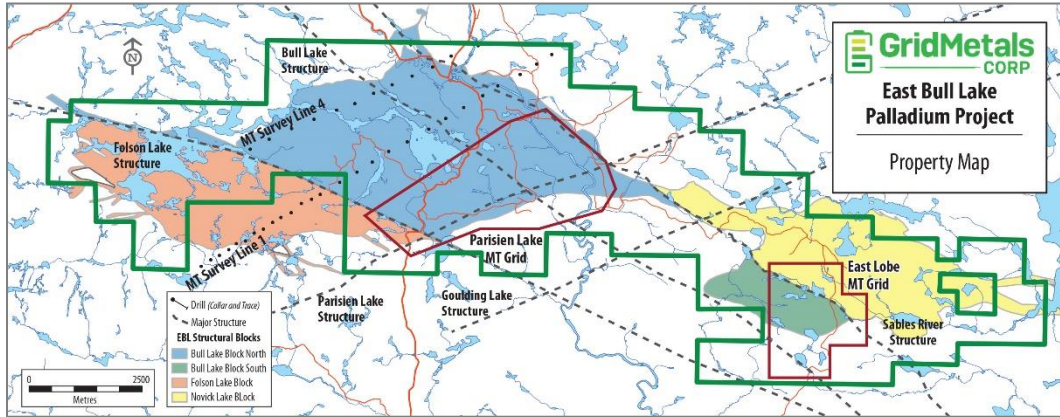 GridMetals
CORP
East Bull Lake
Palladium Project
Property Map
N
Bull Lake
Structure
MT Survey Line 4
Folson Lake
Structure
MT Survey Line 1
Parisien Lake
MT Grid
Parisien Lake
Structure
Goulding Lake
Structure
East Lobe
MT Grid
Sables River
Structure
Drill (Collar and Trace)
Major Structure
EBL Structural Blocks
Bull Lake Block North
Bull Lake Block South
Folson Lake Block
Novick Lake BLock
0 2500
Metres